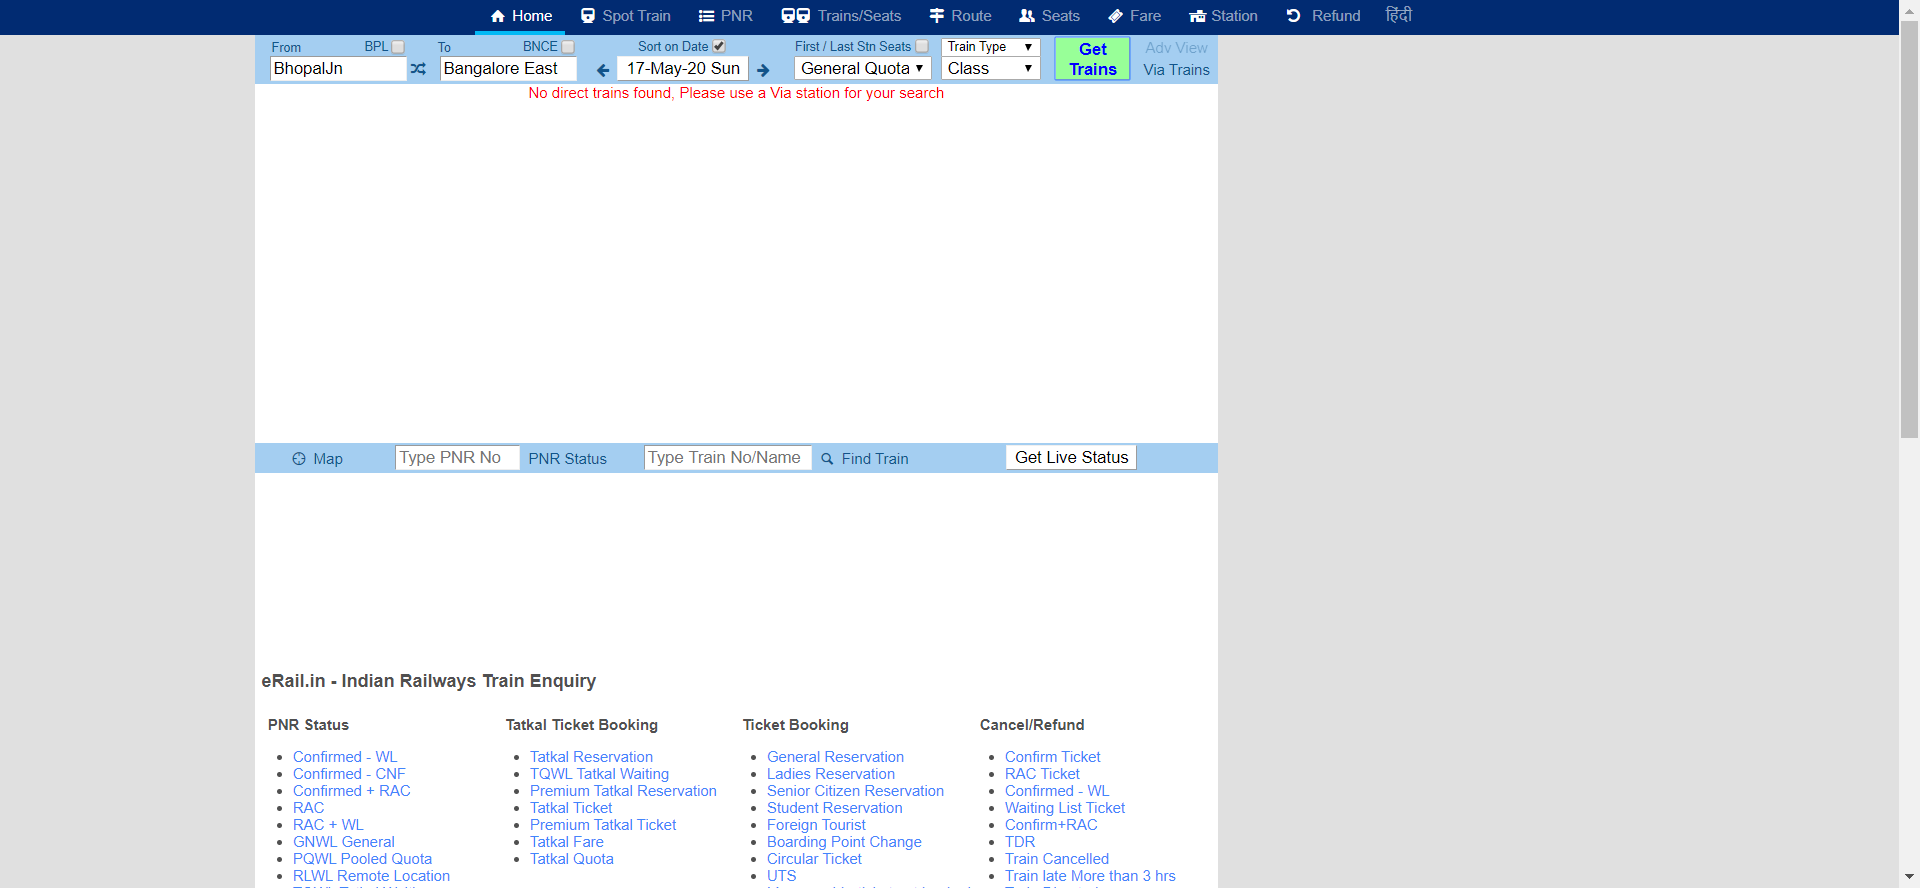 Home Spot Train PNR Trains/Seats Route Seats Fare Station Refund हिंदी
From BPL To BNCE Sort on Date First / Last Stn Seats Train Type Get Trains Adv View
BhopalJn Bangalore East 17-May-20 Sun General Quota Class Via Trains
No direct trains found, Please use a Via station for your search
Map Type PNR No PNR Status Type Train No/Name Find Train Get Live Status
eRail.in - Indian Railways Train Enquiry
PNR Status
Confirmed - WL
Confirmed - CNF
Confirmed + RAC
RAC
RAC + WL
GNWL General
PQWL Pooled Quota
RLWL Remote Location
Tatkal Ticket Booking
Tatkal Reservation
TQWL Tatkal Waiting
Premium Tatkal Reservation
Tatkal Ticket
Premium Tatkal Ticket
Tatkal Fare
Tatkal Quota
Ticket Booking
General Reservation
Ladies Reservation
Senior Citizen Reservation
Student Reservation
Foreign Tourist
Boarding Point Change
Circular Ticket
UTS
Cancel/Refund
Confirm Ticket
RAC Ticket
Confirmed - WL
Waiting List Ticket
Confirm+RAC
TDR
Train Cancelled
Train late More than 3 hrs